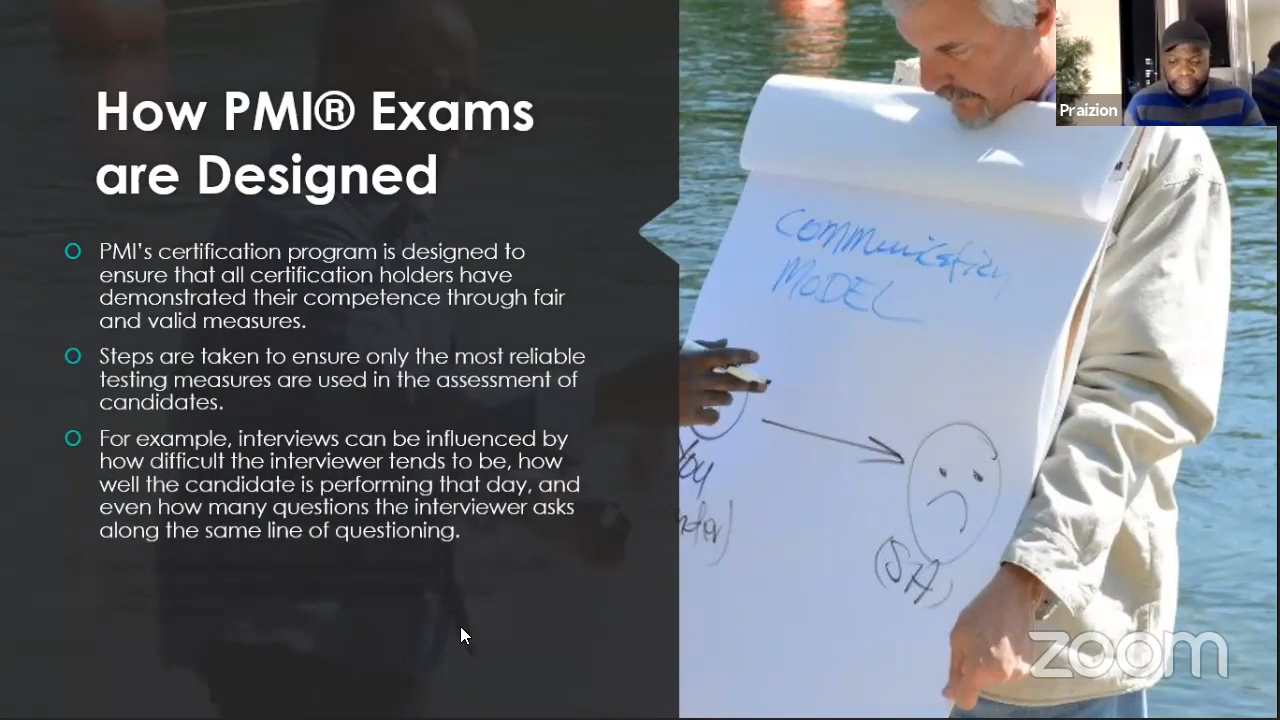 How PMI® Exams
are Designed
PMI's certification program is designed to
ensure that all certification holders have
demonstrated their competence through fair
and valid measures.
Steps are taken to ensure only the most reliable
testing measures are used in the assessment of
candidates.
For example, interviews can be influenced by
how difficult the interviewer tends to be, how
well the candidate is performing that day, and
even how many questions the interviewer asks
along the same line of questioning.
Communication
MODEL
You
(SH)
Praizion
zoom